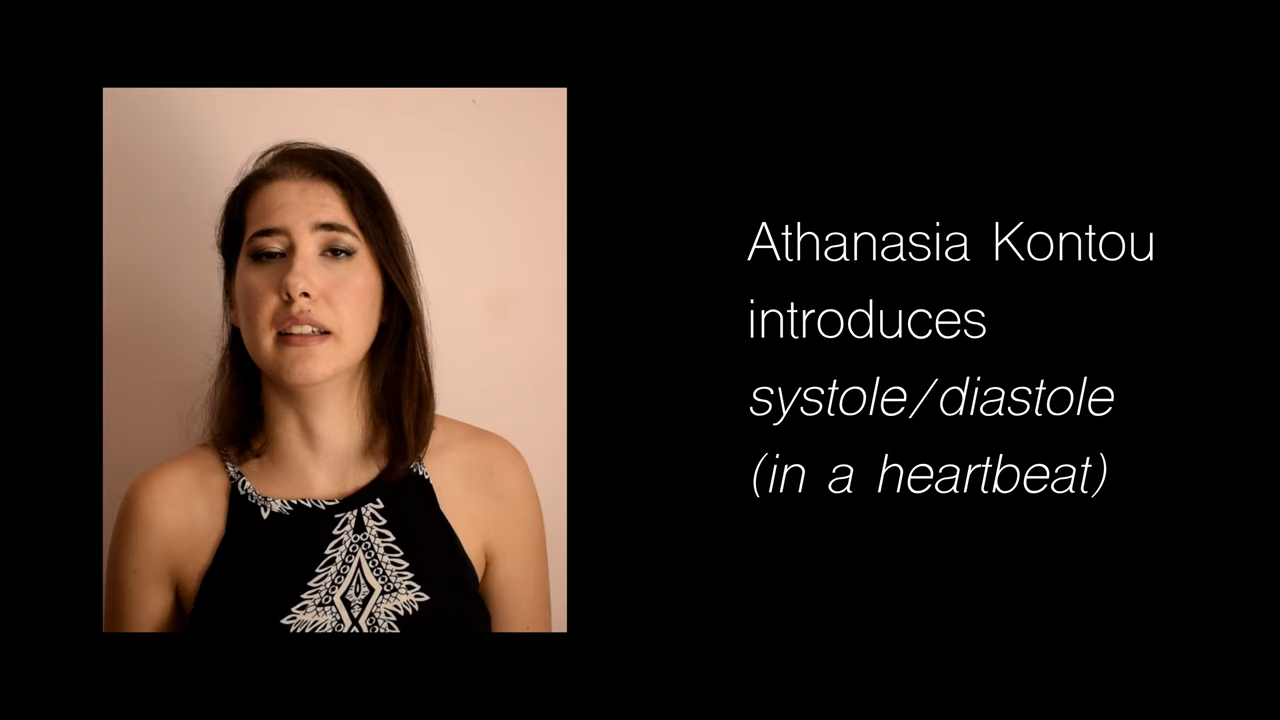 Athanasia Kontou
introduces
systole/diastole
(in a heartbeat)